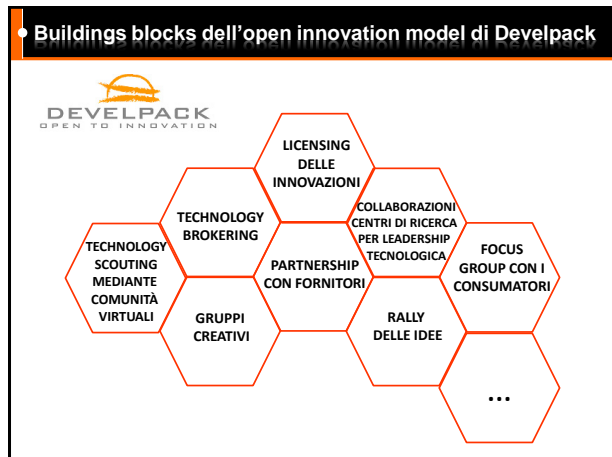 Buildings blocks dell'open innovation model di Develpack
DEVELPACK
OPEN TO INNOVATION
LICENSING
DELLE
INNOVAZIONI
TECHNOLOGY
BROKERING
COLLABORAZIONI
CENTRI DI RICERCA
PER LEADERSHIP
TECNOLOGICA
TECHNOLOGY
SCOUTING
MEDIANTE
COMUNITÀ
VIRTUALI
PARTNERSHIP
CON FORNITORI
FOCUS
GROUP CON I
CONSUMATORI
GRUPPI
CREATIVI
RALLY
DELLE IDEE
...